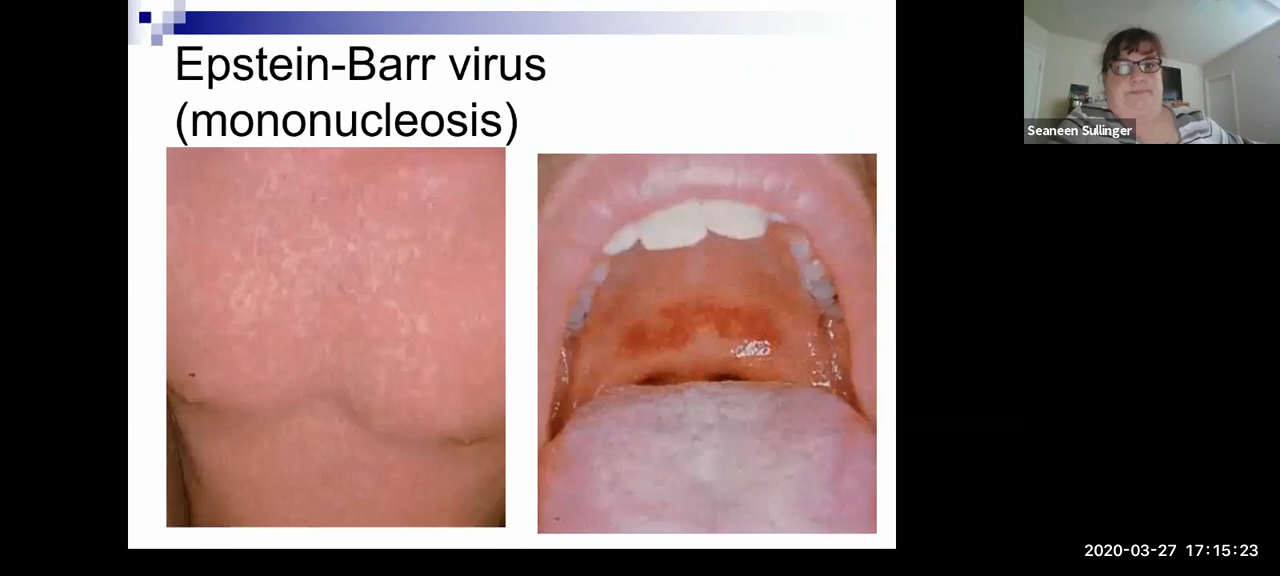 Epstein-Barr virus
(mononucleosis)
Seaneen Sullinger
2020-03-27 17:15:23